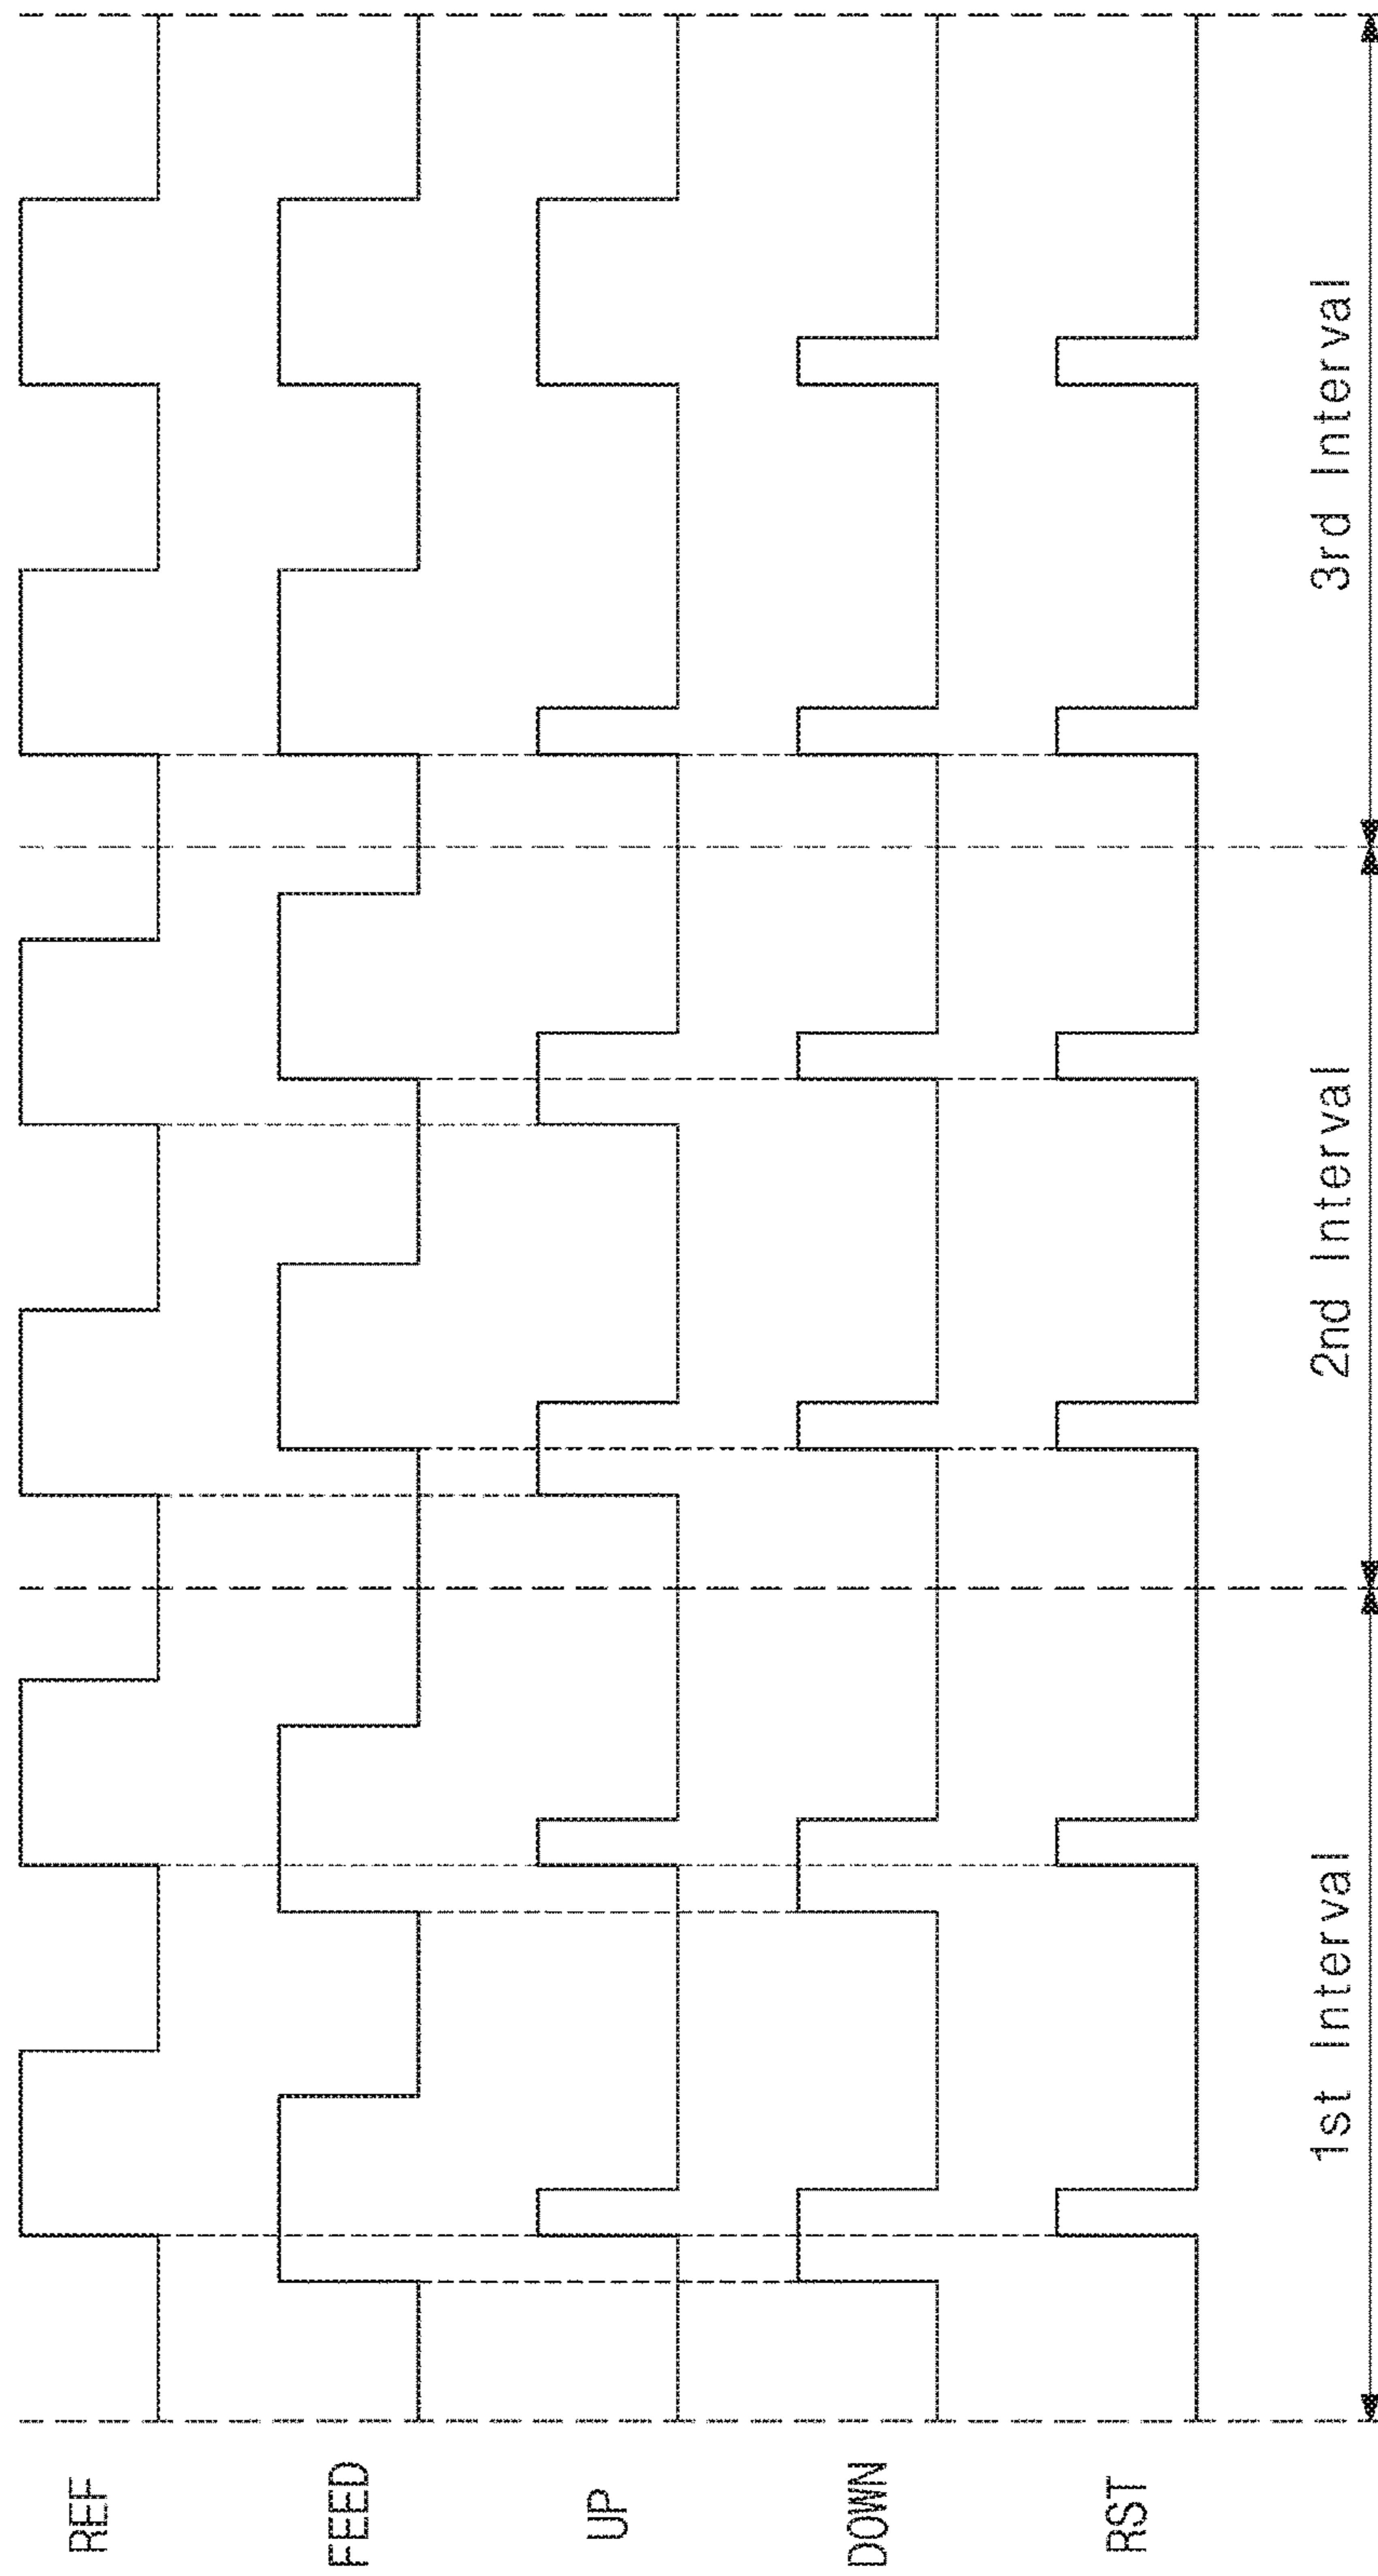 REF
FEED
UP
DOWN
RST
1st Interval
2nd Interval
3rd Interval